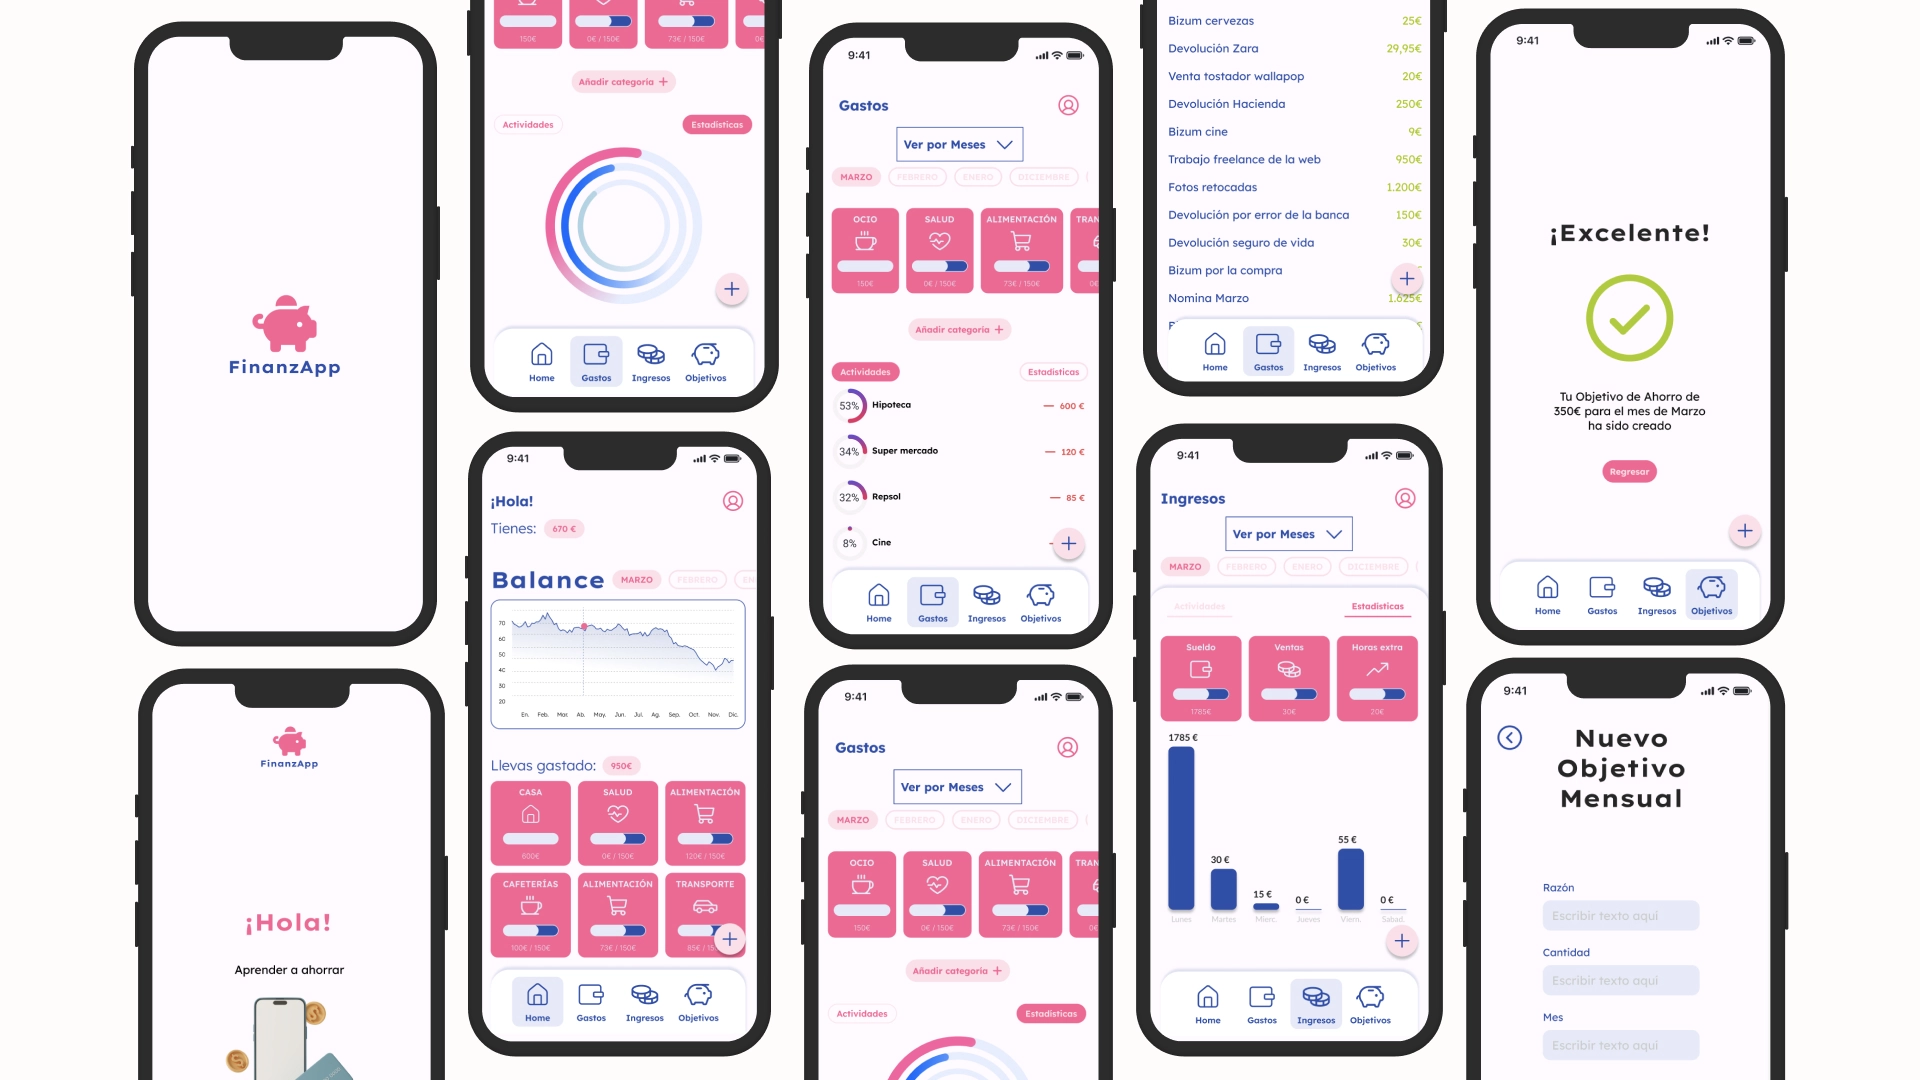 FinanzApp
FinanzApp
¡Hola!
Aprender a ahorrar
150€
0€ / 150€
73€ / 150€
0€
Añadir categoría +
Actividades
Estadísticas
Home
Gastos
Ingresos
Objetivos
9:41
¡Hola!
Tienes: 670 €
Balance MARZO FEBRERO EN
70
60
50
40
30
20
En. Feb. Mar. Ab. May. Jun. Jul. Ag. Sep. Oct. Nov. Dic.
Llevas gastado: 950€
CASA
600€
SALUD
0€ / 150€
ALIMENTACIÓN
120€ / 150€
CAFETERÍAS
100€ / 150€
ALIMENTACIÓN
73€ / 150€
TRANSPORTE
85€ / 15
Home
Gastos
Ingresos
Objetivos
9:41
Gastos
Ver por Meses
MARZO FEBRERO ENERO DICIEMBRE
OCIO
150€
SALUD
0€ / 150€
ALIMENTACIÓN
73€ / 150€
TRAN
0€
Añadir categoría +
Actividades
Estadísticas
53% Hipoteca — 600 €
34% Super mercado — 120 €
32% Repsol — 85 €
8% Cine
Home
Gastos
Ingresos
Objetivos
9:41
Gastos
Ver por Meses
MARZO FEBRERO ENERO DICIEMBRE
OCIO
150€
SALUD
0€ / 150€
ALIMENTACIÓN
73€ / 150€
TRAN
0€
Añadir categoría +
Actividades
Estadísticas
Bizum cervezas 25€
Devolución Zara 29,95€
Venta tostador wallapop 20€
Devolución Hacienda 250€
Bizum cine 9€
Trabajo freelance de la web 950€
Fotos retocadas 1.200€
Devolución por error de la banca 150€
Devolución seguro de vida 30€
Bizum por la compra
Nomina Marzo 1.625€
Home
Gastos
Ingresos
Objetivos
9:41
Ingresos
Ver por Meses
MARZO FEBRERO ENERO DICIEMBRE
Actividades
Estadísticas
Sueldo
1785€
Ventas
30€
Horas extra
20€
1785 €
30 €
15 €
0 €
55 €
0 €
Lunes Martes Mierc. Jueves Viern. Sabad.
Home
Gastos
Ingresos
Objetivos
9:41
¡Excelente!
Tu Objetivo de Ahorro de
350€ para el mes de Marzo
ha sido creado
Regresar
Home
Gastos
Ingresos
Objetivos
9:41
Nuevo
Objetivo
Mensual
Razón
Escribir texto aquí
Cantidad
Escribir texto aquí
Mes
Escribir texto aquí